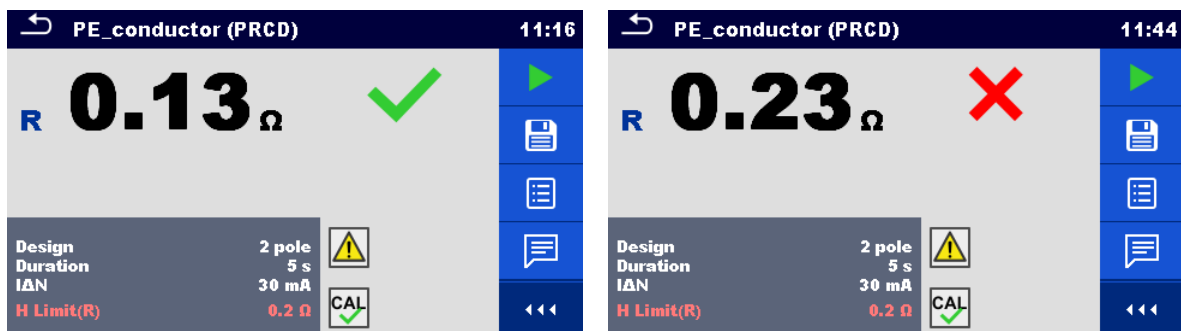 PE_conductor (PRCD) 11:16
R 0.13 Ω
Design 2 pole
Duration 5 s
IΔN 30 mA
H Limit(R) 0.2 Ω
CAL
PE_conductor (PRCD) 11:44
R 0.23 Ω
Design 2 pole
Duration 5 s
IΔN 30 mA
H Limit(R) 0.2 Ω
CAL